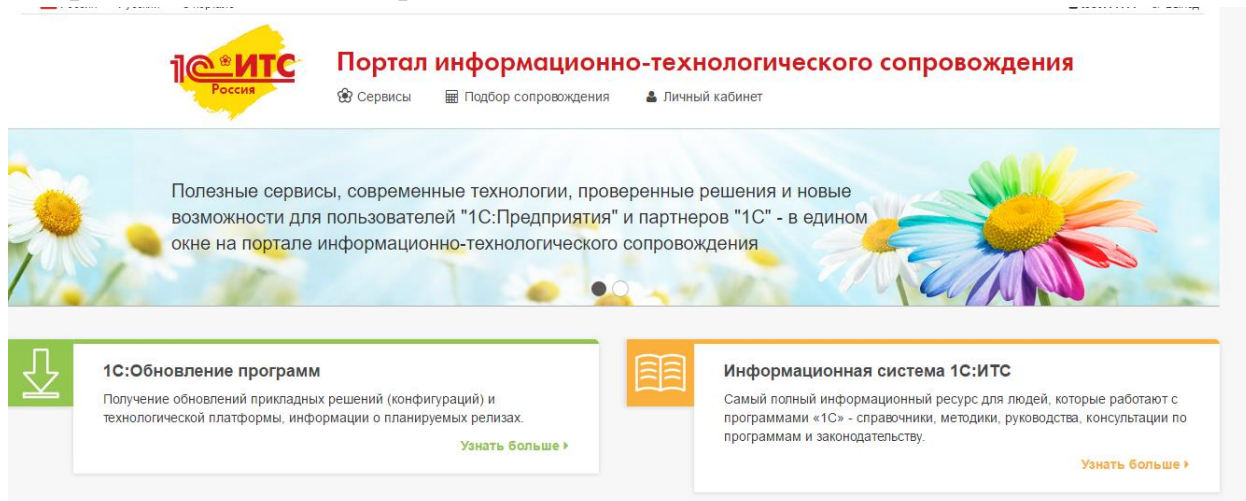 1С ИТС
Россия
Портал информационно-технологического сопровождения
Сервисы
Подбор сопровождения
Личный кабинет
Полезные сервисы, современные технологии, проверенные решения и новые
возможности для пользователей "1С:Предприятия" и партнеров "1С" - в едином
окне на портале информационно-технологического сопровождения
1С:Обновление программ
Получение обновлений прикладных решений (конфигураций) и
технологической платформы, информации о планируемых релизах.
Узнать больше
Информационная система 1С:ИТС
Самый полный информационный ресурс для людей, которые работают с
программами «1С» - справочники, методики, руководства, консультации по
программам и законодательству.
Узнать больше